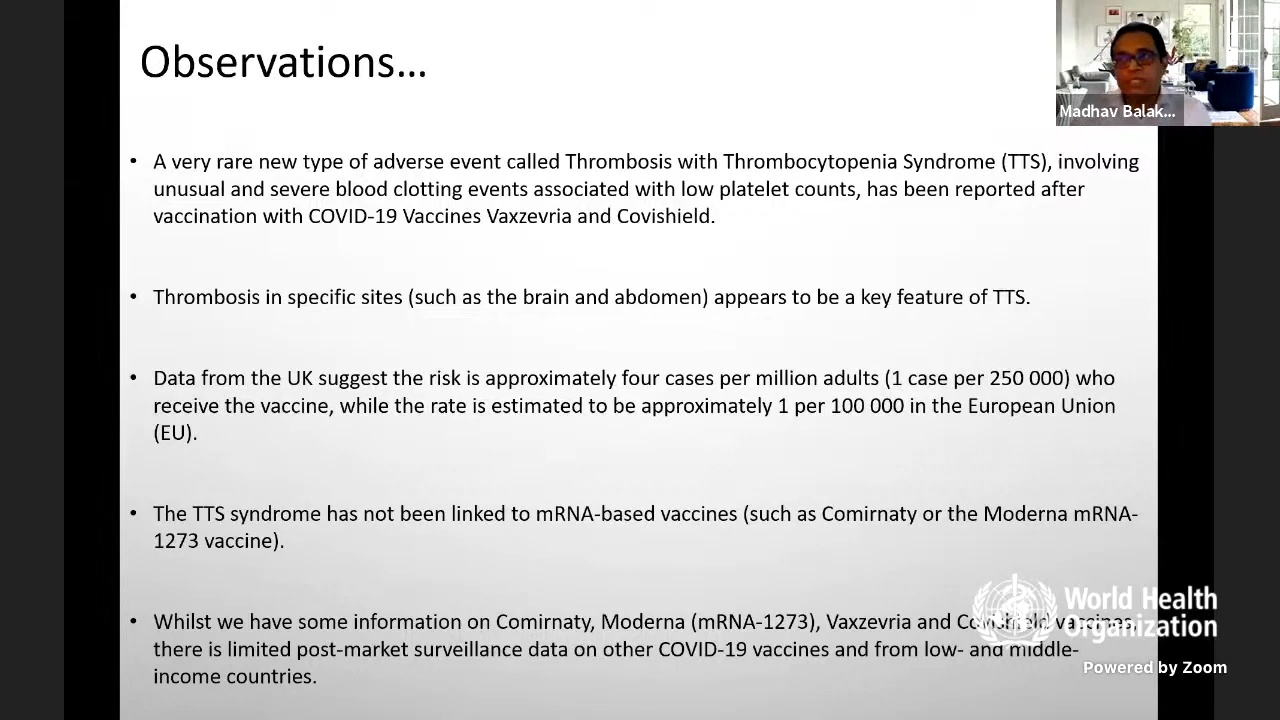 Observations...
Madhav Balak...
• A very rare new type of adverse event called Thrombosis with Thrombocytopenia Syndrome (TTS), involving
unusual and severe blood clotting events associated with low platelet counts, has been reported after
vaccination with COVID-19 Vaccines Vaxzevria and Covishield.
• Thrombosis in specific sites (such as the brain and abdomen) appears to be a key feature of TTS.
• Data from the UK suggest the risk is approximately four cases per million adults (1 case per 250 000) who
receive the vaccine, while the rate is estimated to be approximately 1 per 100 000 in the European Union
(EU).
• The TTS syndrome has not been linked to mRNA-based vaccines (such as Comirnaty or the Moderna mRNA-
1273 vaccine).
• Whilst we have some information on Comirnaty, Moderna (mRNA-1273), Vaxzevria and Covishield vaccines,
there is limited post-market surveillance data on other COVID-19 vaccines and from low- and middle-
income countries.
World Health
Organization
Powered by Zoom